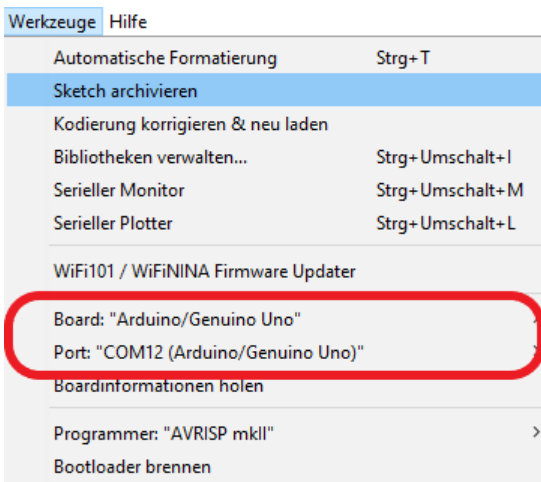 Werkzeuge Hilfe
Automatische Formatierung Strg+T
Sketch archivieren
Kodierung korrigieren & neu laden
Bibliotheken verwalten... Strg+Umschalt+I
Serieller Monitor Strg+Umschalt+M
Serieller Plotter Strg+Umschalt+L
WiFi101 / WiFiNINA Firmware Updater
Board: "Arduino/Genuino Uno"
Port: "COM12 (Arduino/Genuino Uno)"
Boardinformationen holen
Programmer: "AVRISP mkII"
Bootloader brennen